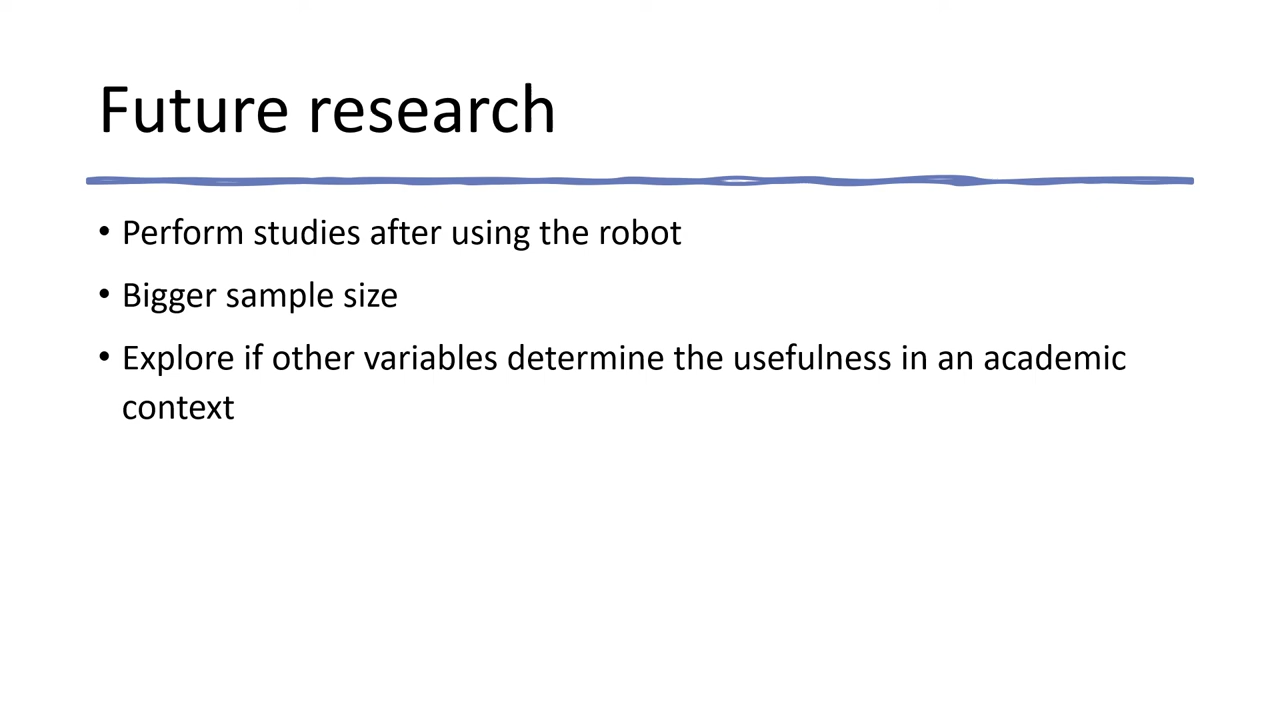 Future research
• Perform studies after using the robot
• Bigger sample size
• Explore if other variables determine the usefulness in an academic
context